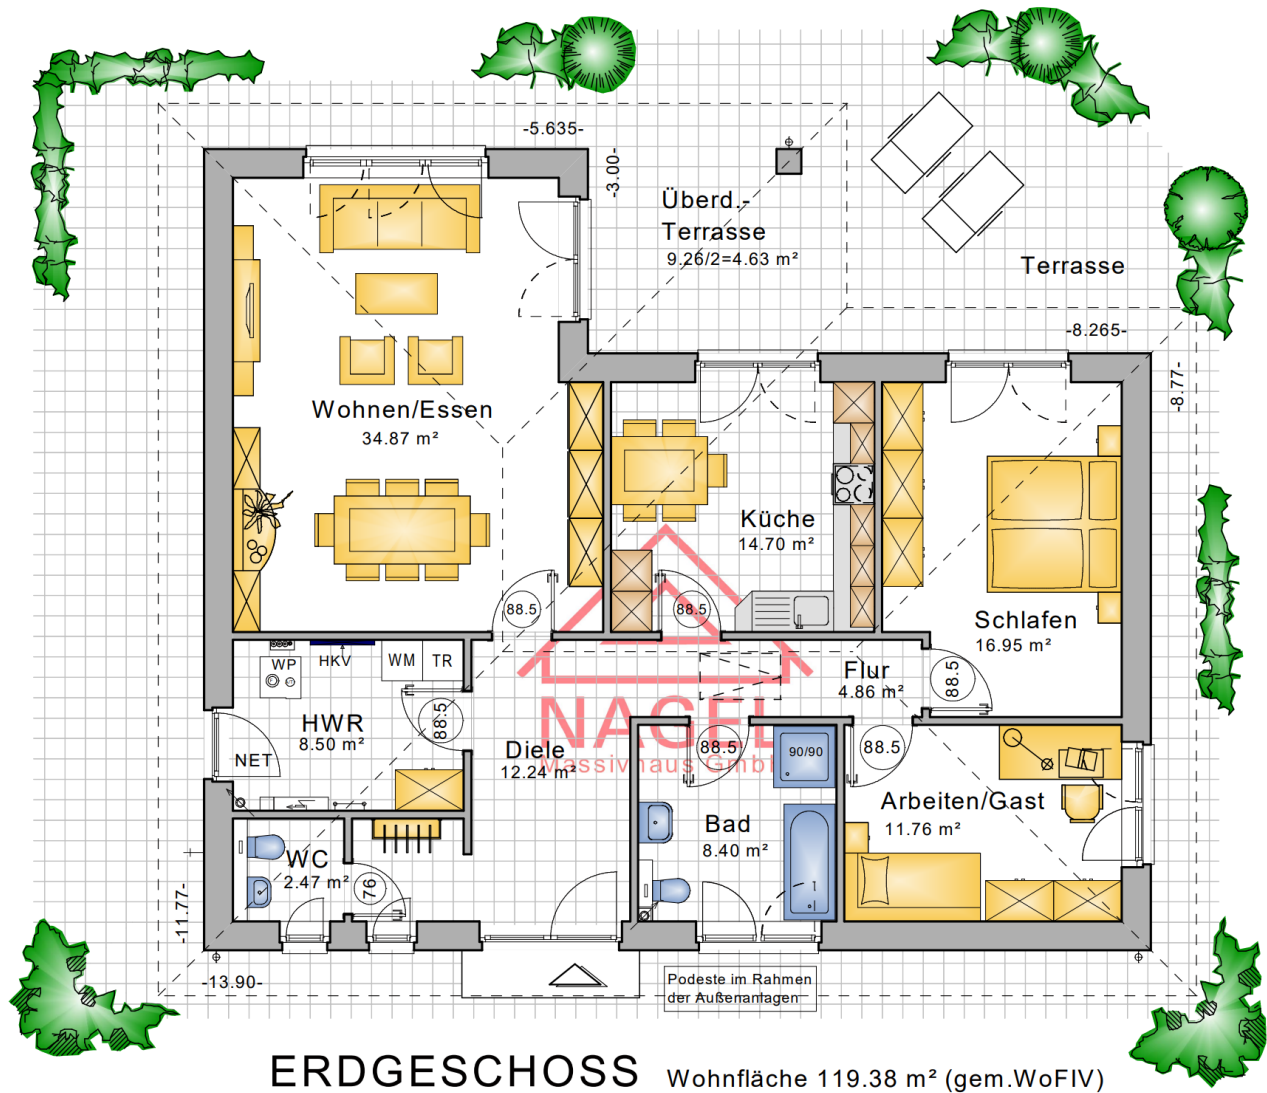 -5.635-
-3.00-
Überd.-
Terrasse
9.26/2=4.63 m²
Terrasse
-8.265-
-8.77-
Wohnen/Essen
34.87 m²
Küche
14.70 m²
88.5
88.5
Schlafen
16.95 m²
WP
HKV
WM
TR
Flur
4.86 m²
88.5
HWR
8.50 m²
88.5
NET
NAGEL
Massivhaus GmbH
Diele
12.24 m²
88.5
90/90
88.5
Arbeiten/Gast
11.76 m²
Bad
8.40 m²
WC
2.47 m²
76
-11.77-
-13.90-
Podeste im Rahmen
der Außenanlagen
ERDGESCHOSS
Wohnfläche 119.38 m² (gem.WoFIV)